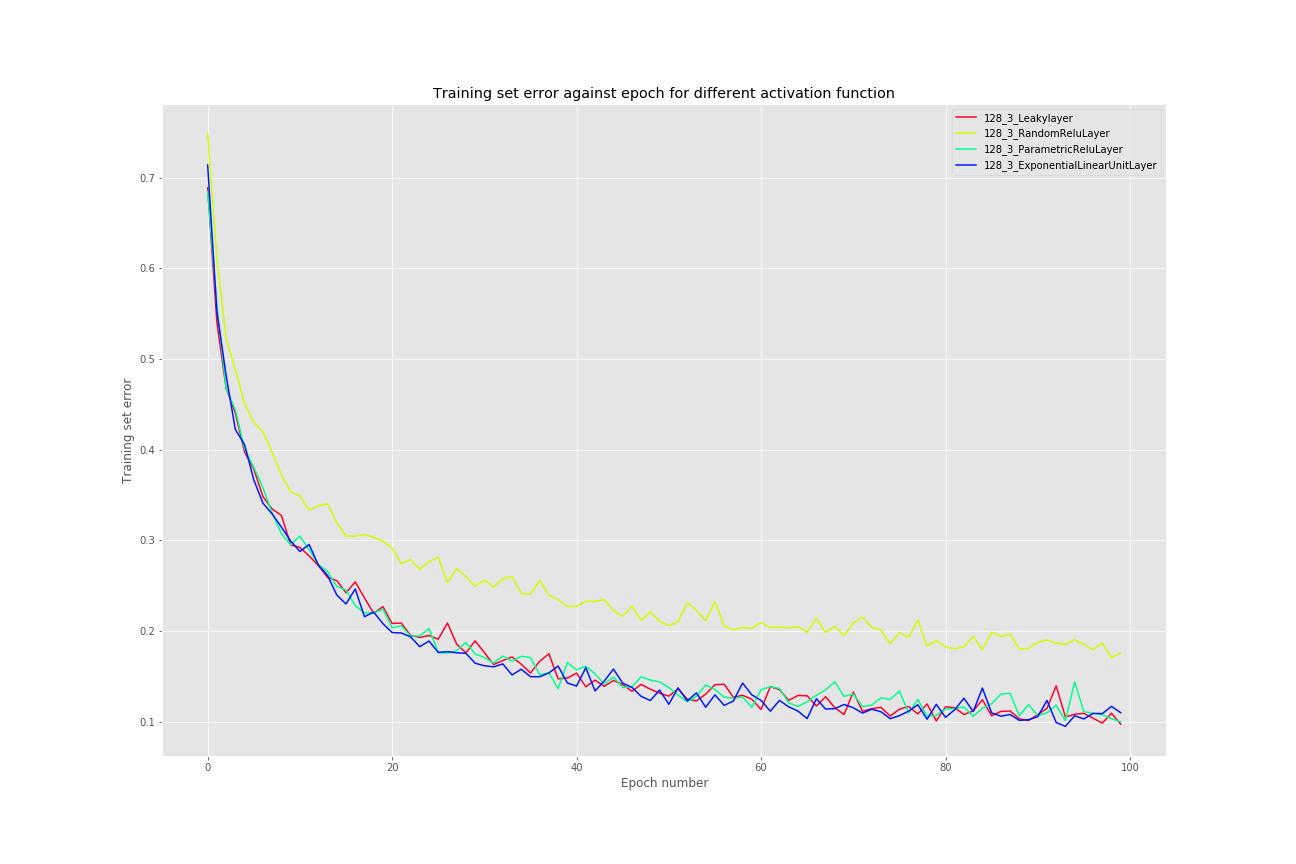 Training set error against epoch for different activation function
128_3_Leakylayer
128_3_RandomReluLayer
128_3_ParametricReluLayer
128_3_ExponentialLinearUnitLayer
0.7
0.6
0.5
0.4
0.3
0.2
0.1
Training set error
0 20 40 60 80 100
Epoch number